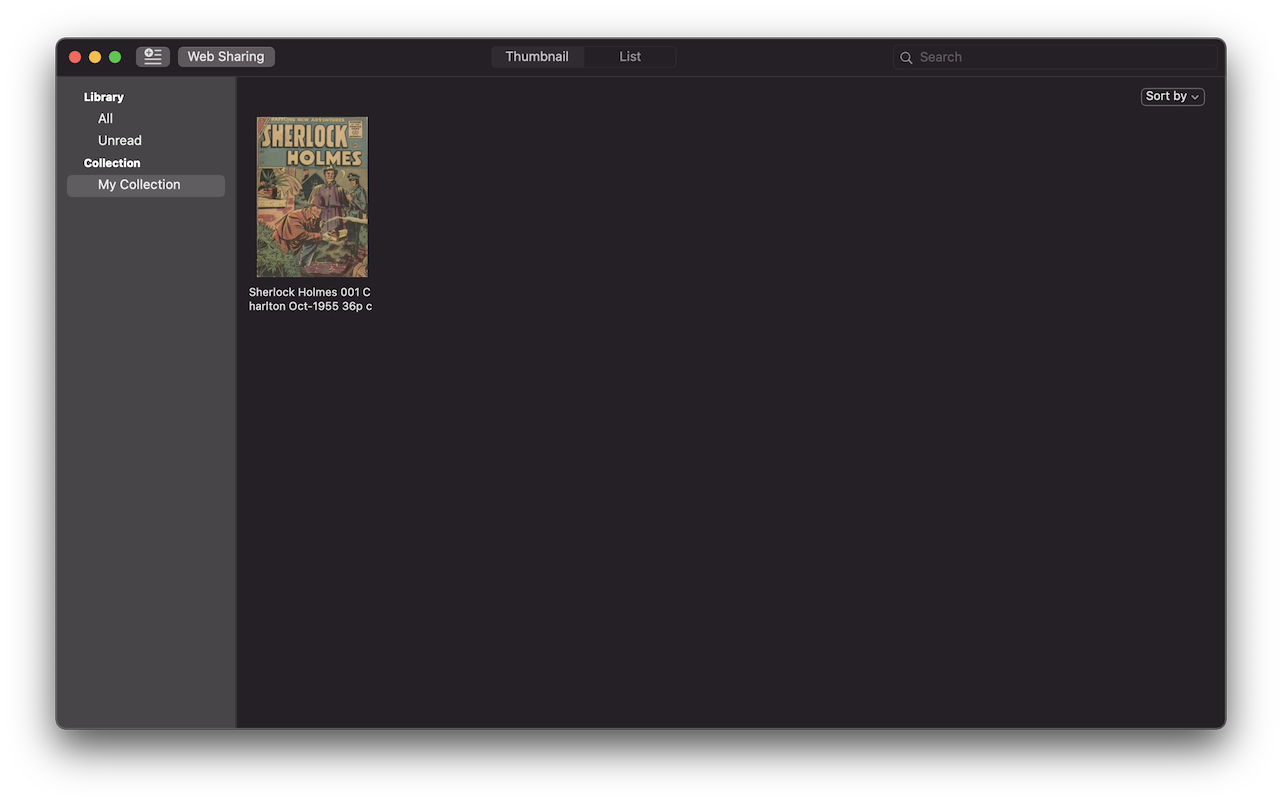 Web Sharing
Thumbnail
List
Search
Library
All
Unread
Collection
My Collection
Sort by
SHERLOCK
HOLMES
Sherlock Holmes 001 C
harlton Oct-1955 36p c